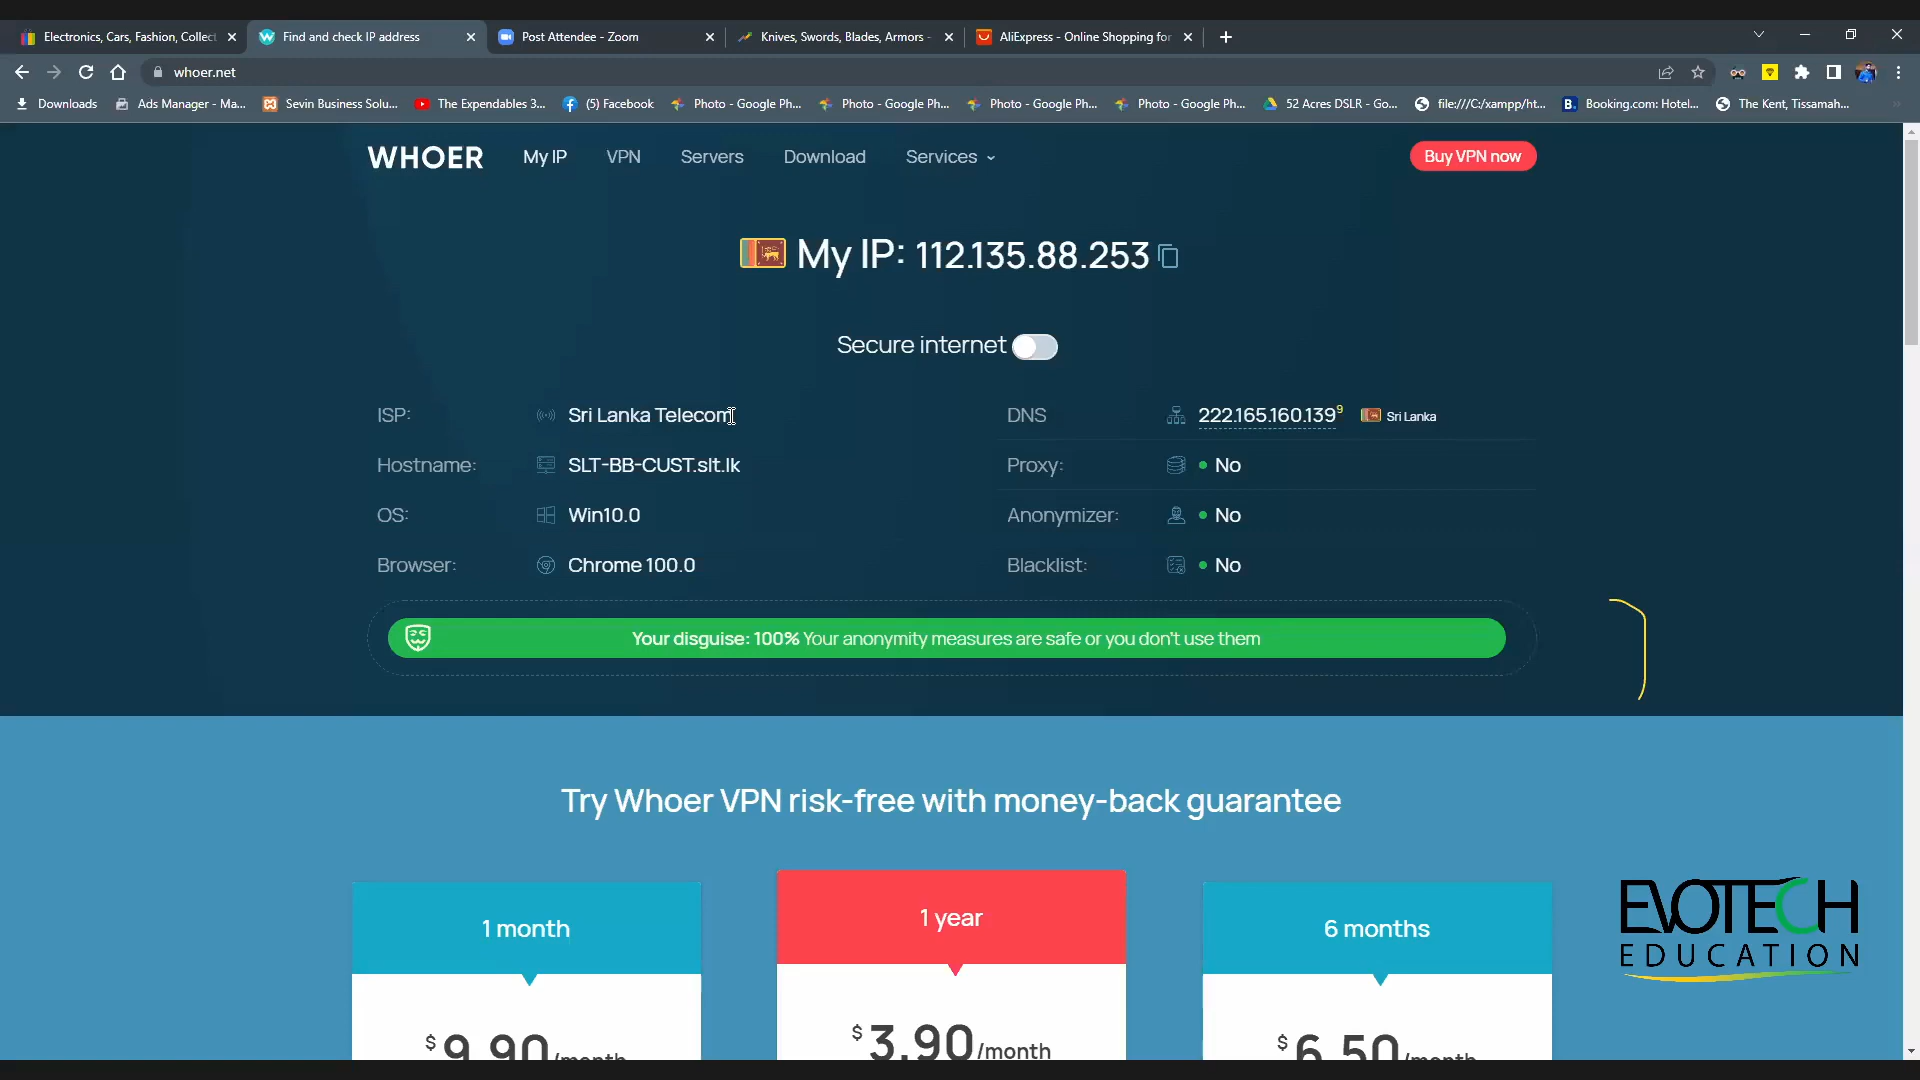 Electronics, Cars, Fashion, Collect
Find and check IP address
Post Attendee - Zoom
Knives, Swords, Blades, Armors -
AliExpress - Online Shopping for
whoer.net
Downloads
Ads Manager - Ma...
Sevin Business Solu...
The Expendables 3...
(5) Facebook
Photo - Google Ph...
Photo - Google Ph...
Photo - Google Ph...
Photo - Google Ph...
52 Acres DSLR - Go...
file:///C:/xampp/ht...
Booking.com: Hotel...
The Kent, Tissamah...
WHOER
My IP
VPN
Servers
Download
Services
Buy VPN now
My IP: 112.135.88.253
Secure internet
ISP: Sri Lanka Telecom
DNS 222.165.160.139 9 Sri Lanka
Hostname: SLT-BB-CUST.slt.lk
Proxy: No
OS: Win10.0
Anonymizer: No
Browser: Chrome 100.0
Blacklist: No
Your disguise: 100% Your anonymity measures are safe or you don't use them
Try Whoer VPN risk-free with money-back guarantee
1 month
1 year
6 months
$9.90/month
$3.90/month
$6.50/month
EVOTECH
EDUCATION